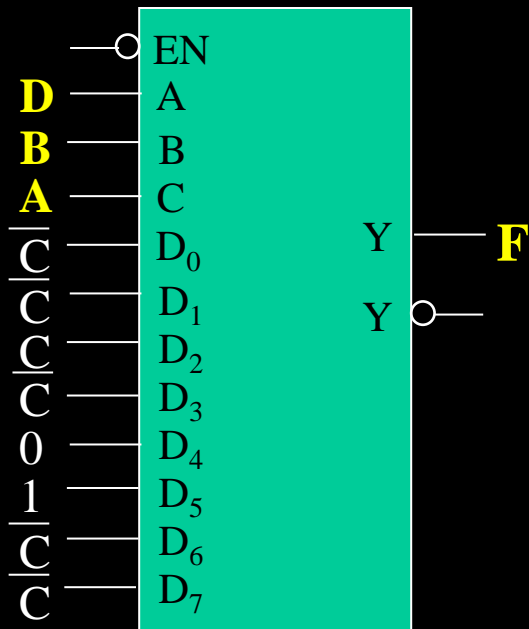 EN
D A
B B
A C
C̅ D₀ Y F
C̅ D₁
C D₂ Y
C̅ D₃
0 D₄
1 D₅
C̅ D₆
C̅ D₇